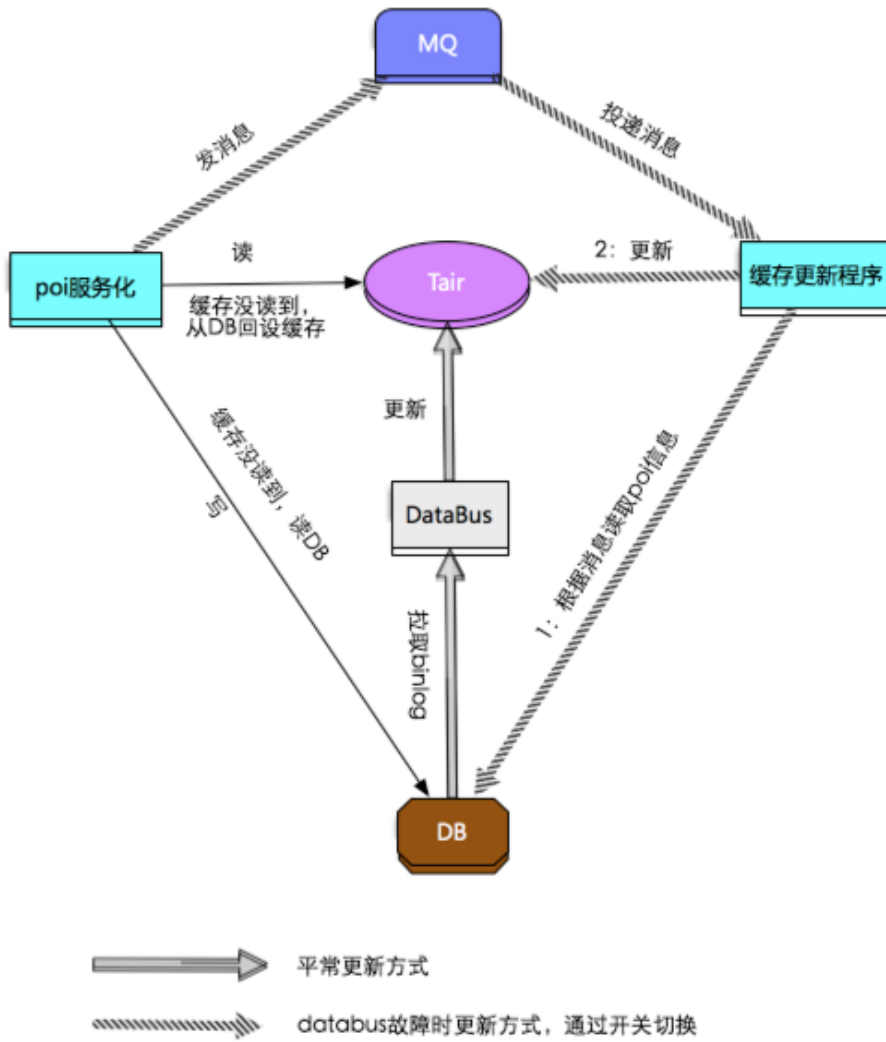 MQ
发消息
投递消息
读
2：更新
poi服务化
Tair
缓存更新程序
缓存没读到，
从DB回设缓存
更新
缓存没读到，读DB
写
DataBus
1：根据消息读取poi信息
拉取binlog
DB
平常更新方式
databus故障时更新方式，通过开关切换